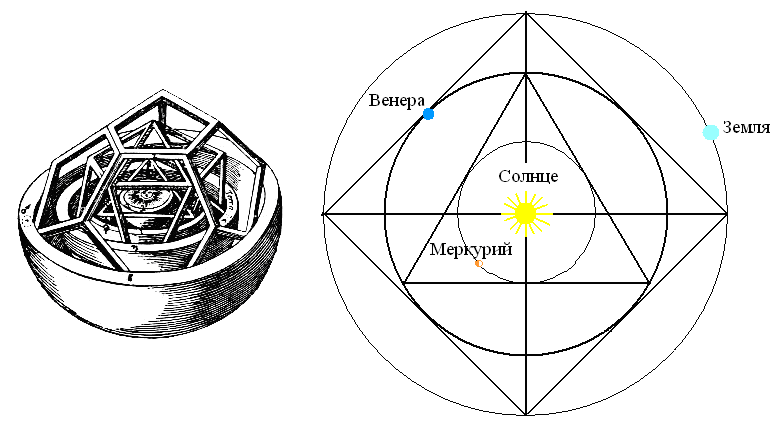 Венера
Земля
Солнце
Меркурий